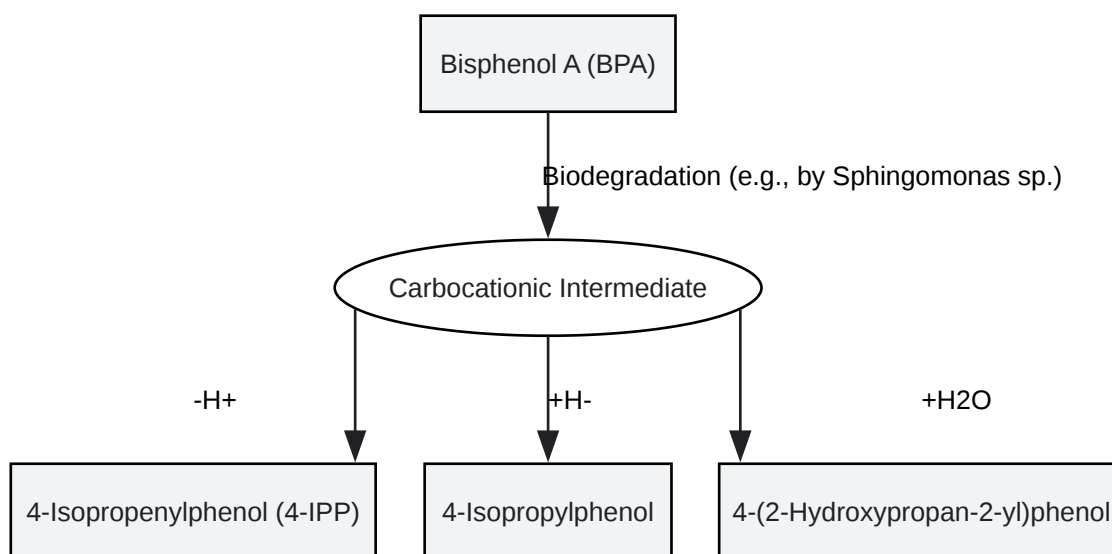 Bisphenol A (BPA)
Biodegradation (e.g., by Sphingomonas sp.)
Carbocationic Intermediate
-H+
+H-
+H2O
4-Isopropenylphenol (4-IPP)
4-Isopropylphenol
4-(2-Hydroxypropan-2-yl)phenol